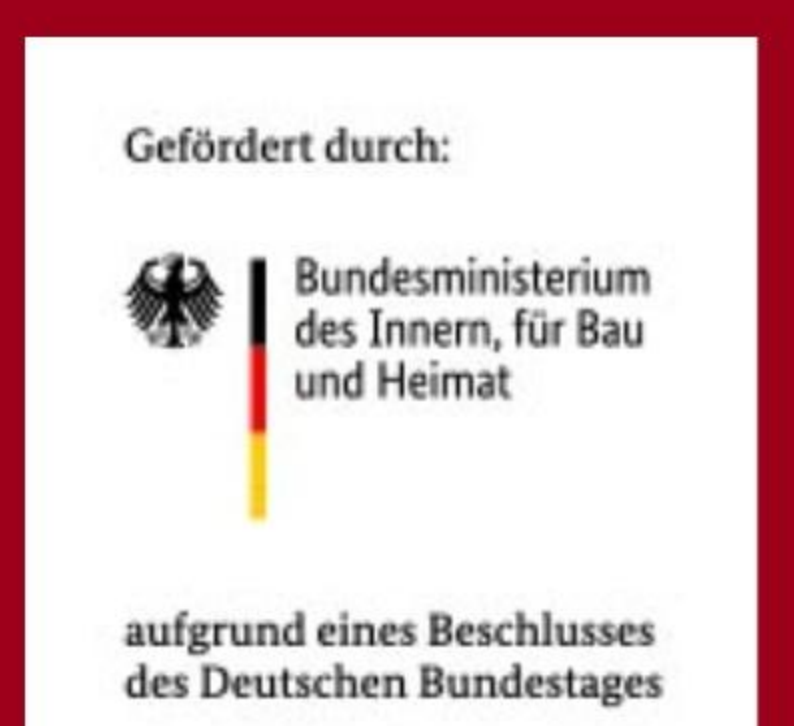 Gefördert durch:
Bundesministerium
des Innern, für Bau
und Heimat
aufgrund eines Beschlusses
des Deutschen Bundestages